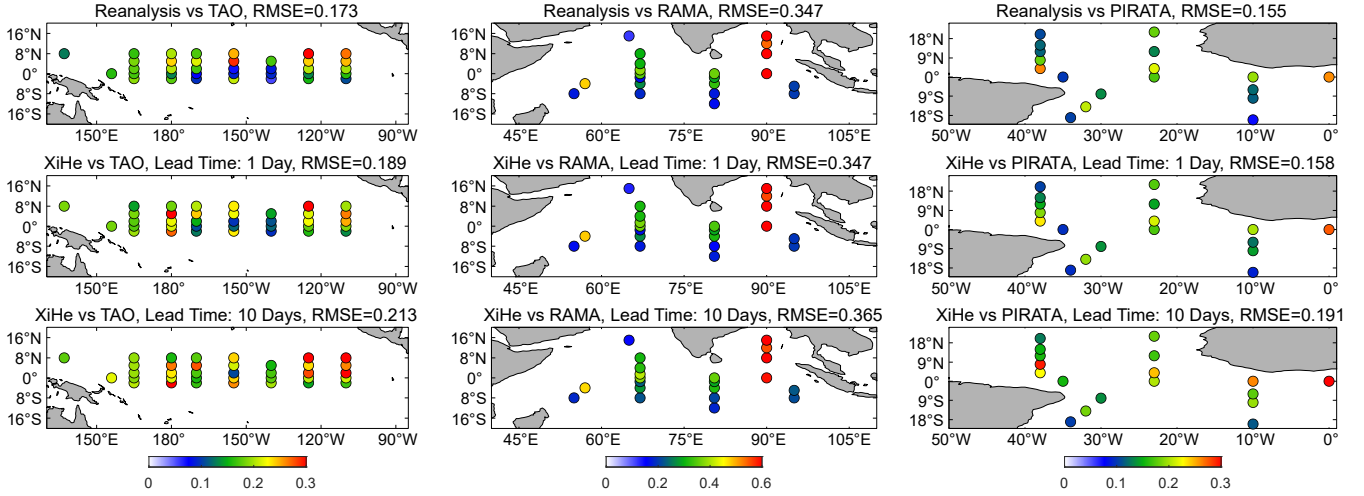 Reanalysis vs TAO, RMSE=0.173
Reanalysis vs RAMA, RMSE=0.347
Reanalysis vs PIRATA, RMSE=0.155
16°N
8°N
0°
8°S
16°S
150°E
180°W
150°W
120°W
90°W
16°N
8°N
0°
8°S
16°S
45°E
60°E
75°E
90°E
105°E
18°N
9°N
0°
9°S
18°S
50°W
40°W
30°W
20°W
10°W
0°
XiHe vs TAO, Lead Time: 1 Day, RMSE=0.189
XiHe vs RAMA, Lead Time: 1 Day, RMSE=0.347
XiHe vs PIRATA, Lead Time: 1 Day, RMSE=0.158
16°N
8°N
0°
8°S
16°S
150°E
180°W
150°W
120°W
90°W
16°N
8°N
0°
8°S
16°S
45°E
60°E
75°E
90°E
105°E
18°N
9°N
0°
9°S
18°S
50°W
40°W
30°W
20°W
10°W
0°
XiHe vs TAO, Lead Time: 10 Days, RMSE=0.213
XiHe vs RAMA, Lead Time: 10 Days, RMSE=0.365
XiHe vs PIRATA, Lead Time: 10 Days, RMSE=0.191
16°N
8°N
0°
8°S
16°S
150°E
180°W
150°W
120°W
90°W
16°N
8°N
0°
8°S
16°S
45°E
60°E
75°E
90°E
105°E
18°N
9°N
0°
9°S
18°S
50°W
40°W
30°W
20°W
10°W
0°
0 0.1 0.2 0.3
0 0.2 0.4 0.6
0 0.1 0.2 0.3